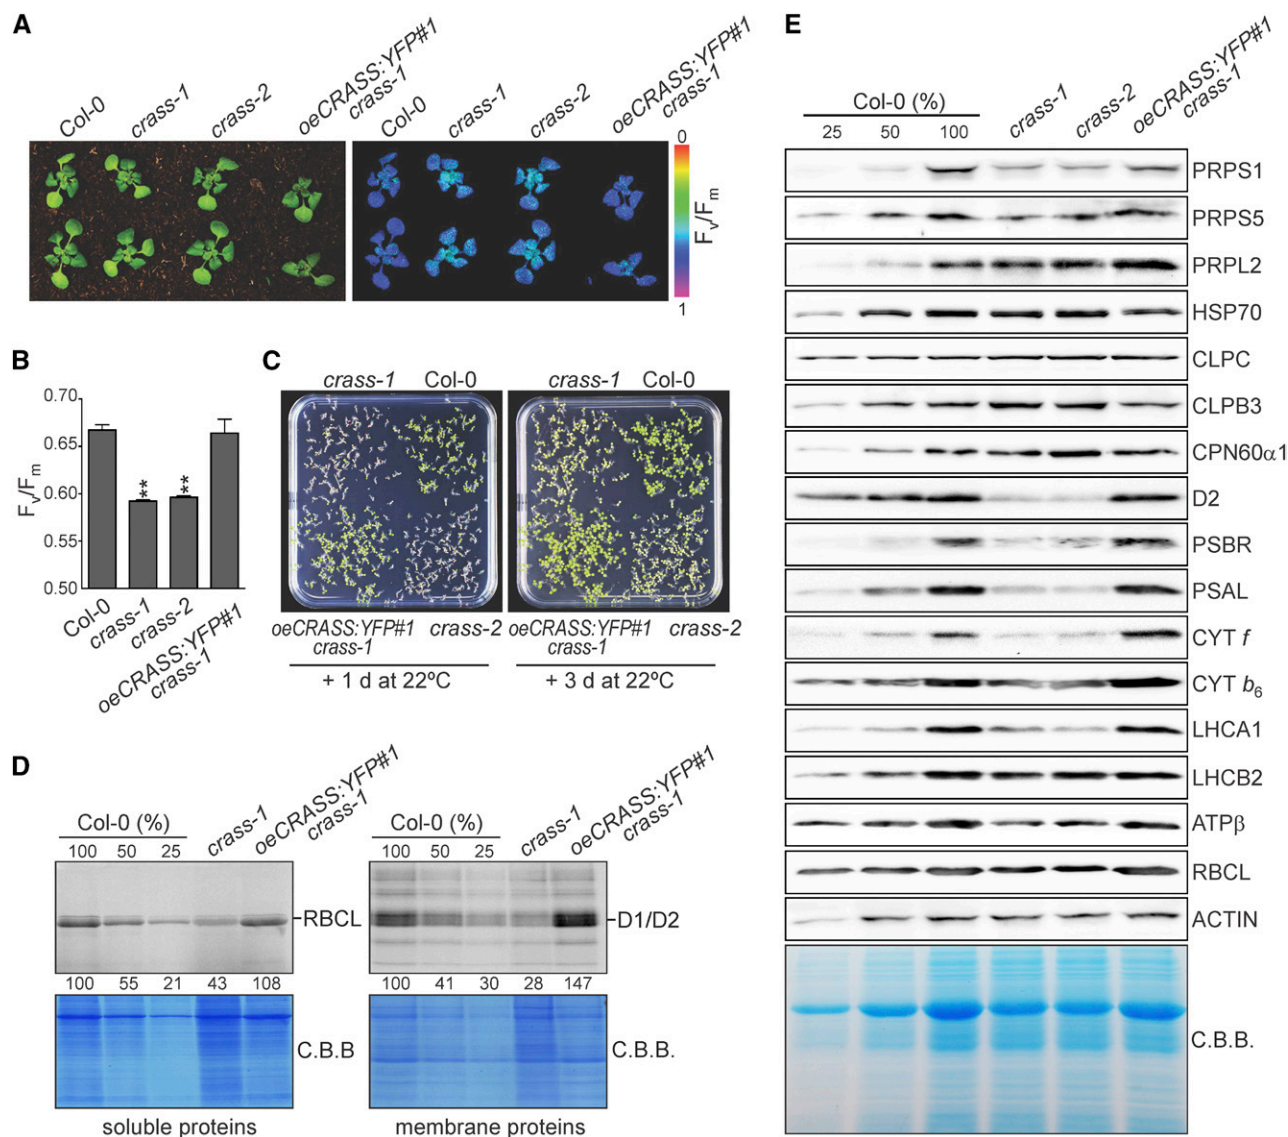 A
Col-0
crass-1
crass-2
oeCRASS:YFP#1
crass-1
Col-0
crass-1
crass-2
oeCRASS:YFP#1
crass-1
0
Fv/Fm
1
B
0.70
0.65
0.60
0.55
0.50
Fv/Fm
**
**
Col-0
crass-1
crass-2
oeCRASS:YFP#1
crass-1
C
crass-1 Col-0
crass-1 Col-0
oeCRASS:YFP#1 crass-2
crass-1
oeCRASS:YFP#1 crass-2
crass-1
+ 1 d at 22ºC
+ 3 d at 22ºC
D
Col-0 (%)
100 50 25
crass-1
oeCRASS:YFP#1
crass-1
RBCL
100 55 21 43 108
C.B.B
soluble proteins
Col-0 (%)
100 50 25
crass-1
oeCRASS:YFP#1
crass-1
D1/D2
100 41 30 28 147
C.B.B.
membrane proteins
E
Col-0 (%)
25 50 100
crass-1
crass-2
oeCRASS:YFP#1
crass-1
PRPS1
PRPS5
PRPL2
HSP70
CLPC
CLPB3
CPN60α1
D2
PSBR
PSAL
CYT f
CYT b6
LHCA1
LHCB2
ATPβ
RBCL
ACTIN
C.B.B.